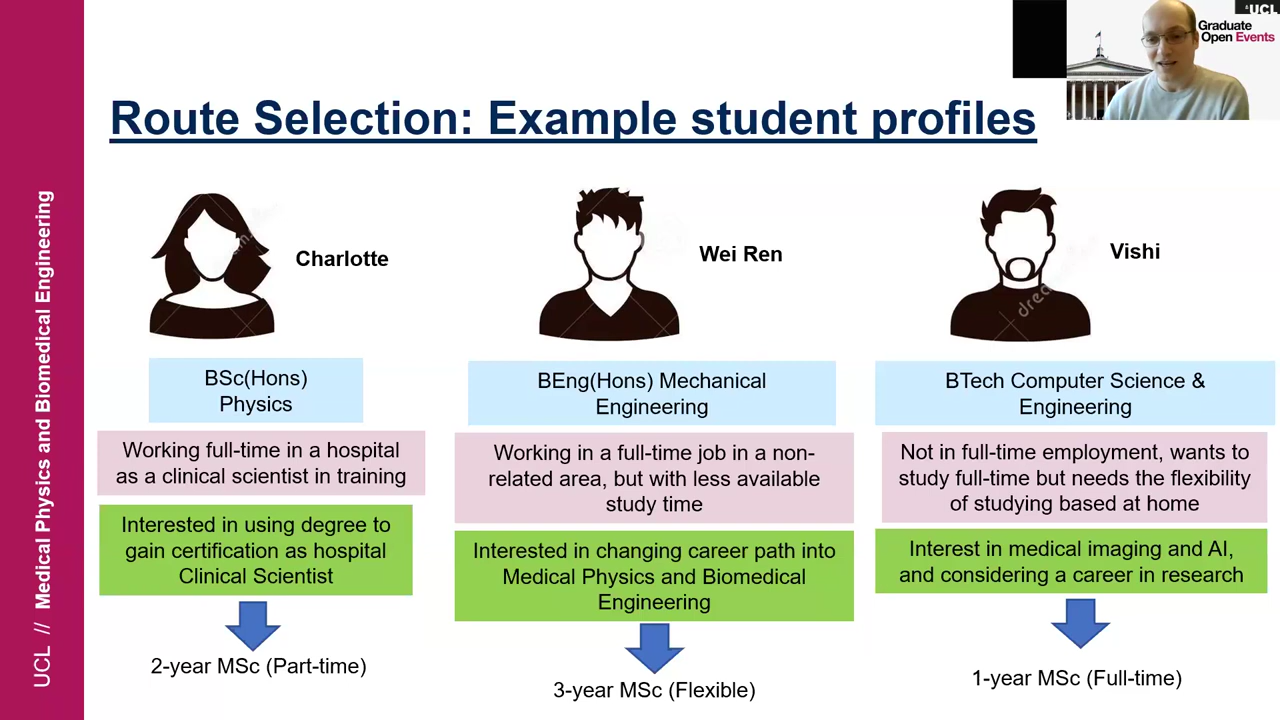 UCL
Graduate
Open Events
Route Selection: Example student profiles
Charlotte
Wei Ren
Vishi
BSc(Hons)
Physics
Working full-time in a hospital
as a clinical scientist in training
Interested in using degree to
gain certification as hospital
Clinical Scientist
2-year MSc (Part-time)
BEng(Hons) Mechanical
Engineering
Working in a full-time job in a non-
related area, but with less available
study time
Interested in changing career path into
Medical Physics and Biomedical
Engineering
3-year MSc (Flexible)
BTech Computer Science &
Engineering
Not in full-time employment, wants to
study full-time but needs the flexibility
of studying based at home
Interest in medical imaging and AI,
and considering a career in research
1-year MSc (Full-time)
UCL // Medical Physics and Biomedical Engineering